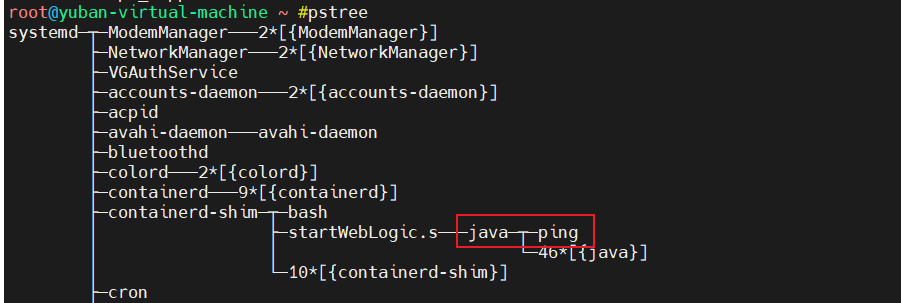 root@yuban-virtual-machine ~ #pstree
systemd─┬─ModemManager───2*[{ModemManager}]
        ├─NetworkManager───2*[{NetworkManager}]
        ├─VGAuthService
        ├─accounts-daemon───2*[{accounts-daemon}]
        ├─acpid
        ├─avahi-daemon───avahi-daemon
        ├─bluetoothd
        ├─colord───2*[{colord}]
        ├─containerd───9*[{containerd}]
        ├─containerd-shim─┬─bash
        │                 ├─startWebLogic.s───java─┬─ping
        │                 │                        └─46*[{java}]
        │                 └─10*[{containerd-shim}]
        ├─cron